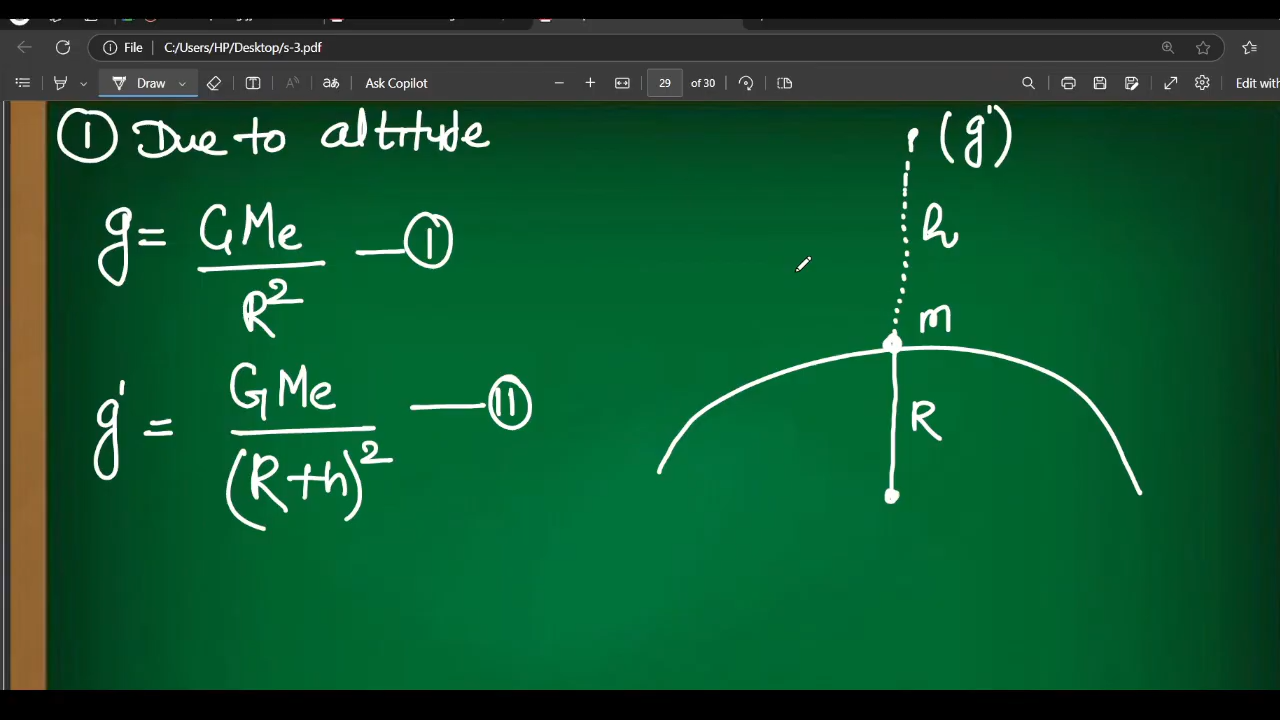 File | C:/Users/HP/Desktop/s-3.pdf
Draw
Ask Copilot
29 of 30
Edit with
① Due to altitude
g = GMe / R² — ①
g' = GMe / (R+h)² — ⑪
(g')
h
m
R